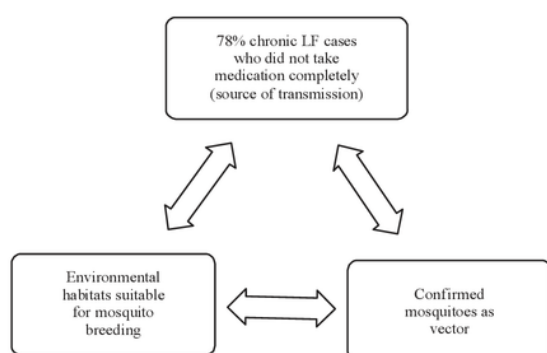 78% chronic LF cases
who did not take
medication completely
(source of transmission)
Environmental
habitats suitable
for mosquito
breeding
Confirmed
mosquitoes as
vector